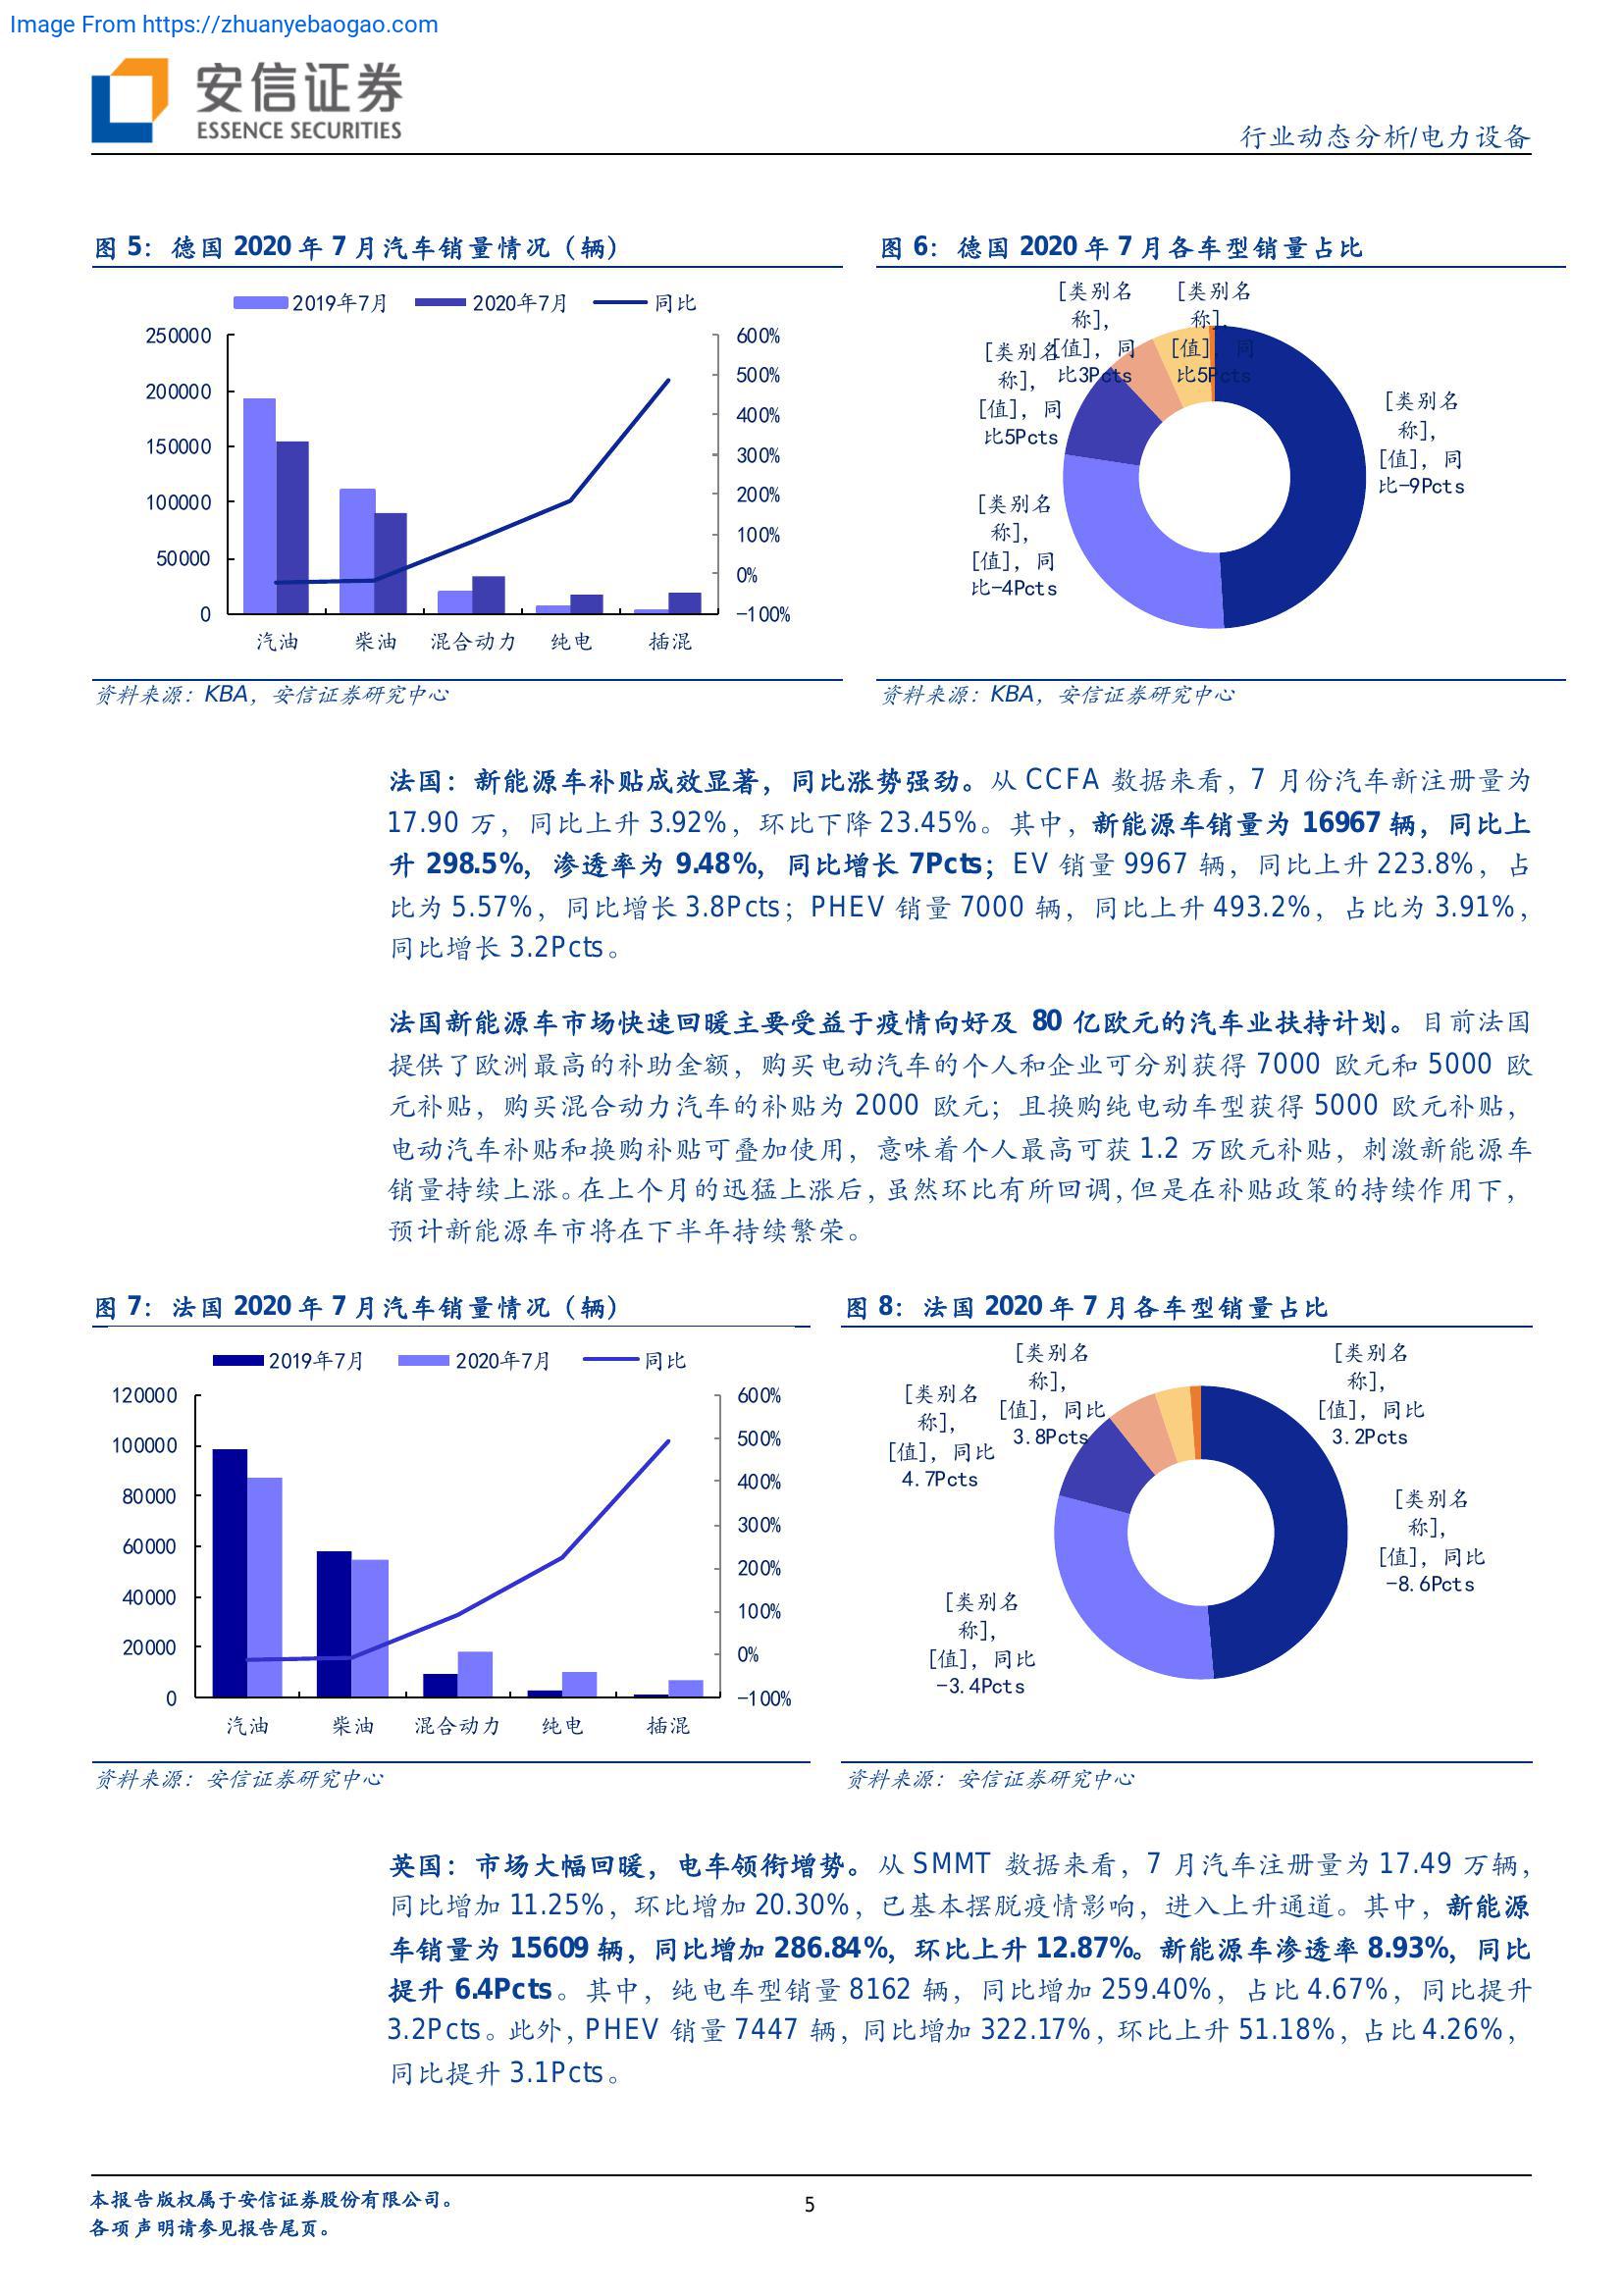 Image From https://zhuanyebaogao.com
安信证券
ESSENCE SECURITIES
行业动态分析/电力设备
图 5：德国 2020 年 7 月汽车销量情况（辆）
2019年7月 2020年7月 同比
250000
200000
150000
100000
50000
0
600%
500%
400%
300%
200%
100%
0%
-100%
汽油 柴油 混合动力 纯电 插混
资料来源：KBA，安信证券研究中心
图 6：德国 2020 年 7 月各车型销量占比
[类别名
称],
[值]，同
比3Pcts
[类别名
称],
[值]，同
比5Pcts
[类别名
称],
[值]，同
比5Pcts
[类别名
称],
[值]，同
比-9Pcts
[类别名
称],
[值]，同
比-4Pcts
资料来源：KBA，安信证券研究中心
法国：新能源车补贴成效显著，同比涨势强劲。从 CCFA 数据来看，7 月份汽车新注册量为
17.90 万，同比上升 3.92%，环比下降 23.45%。其中，新能源车销量为 16967 辆，同比上
升 298.5%，渗透率为 9.48%，同比增长 7Pcts；EV 销量 9967 辆，同比上升 223.8%，占
比为 5.57%，同比增长 3.8Pcts；PHEV 销量 7000 辆，同比上升 493.2%，占比为 3.91%，
同比增长 3.2Pcts。
法国新能源车市场快速回暖主要受益于疫情向好及 80 亿欧元的汽车业扶持计划。目前法国
提供了欧洲最高的补助金额，购买电动汽车的个人和企业可分别获得 7000 欧元和 5000 欧
元补贴，购买混合动力汽车的补贴为 2000 欧元；且换购纯电动车型获得 5000 欧元补贴，
电动汽车补贴和换购补贴可叠加使用，意味着个人最高可获 1.2 万欧元补贴，刺激新能源车
销量持续上涨。在上个月的迅猛上涨后，虽然环比有所回调，但是在补贴政策的持续作用下，
预计新能源车市将在下半年持续繁荣。
图 7：法国 2020 年 7 月汽车销量情况（辆）
2019年7月 2020年7月 同比
120000
100000
80000
60000
40000
20000
0
600%
500%
400%
300%
200%
100%
0%
-100%
汽油 柴油 混合动力 纯电 插混
资料来源：安信证券研究中心
图 8：法国 2020 年 7 月各车型销量占比
[类别名
称],
[值]，同比
3.8Pcts
[类别名
称],
[值]，同比
3.2Pcts
[类别名
称],
[值]，同比
4.7Pcts
[类别名
称],
[值]，同比
-8.6Pcts
[类别名
称],
[值]，同比
-3.4Pcts
资料来源：安信证券研究中心
英国：市场大幅回暖，电车领衔增势。从 SMMT 数据来看，7 月汽车注册量为 17.49 万辆，
同比增加 11.25%，环比增加 20.30%，已基本摆脱疫情影响，进入上升通道。其中，新能源
车销量为 15609 辆，同比增加 286.84%，环比上升 12.87%。新能源车渗透率 8.93%，同比
提升 6.4Pcts。其中，纯电车型销量 8162 辆，同比增加 259.40%，占比 4.67%，同比提升
3.2Pcts。此外，PHEV 销量 7447 辆，同比增加 322.17%，环比上升 51.18%，占比 4.26%，
同比提升 3.1Pcts。
本报告版权属于安信证券股份有限公司。
各项声明请参见报告尾页。
5